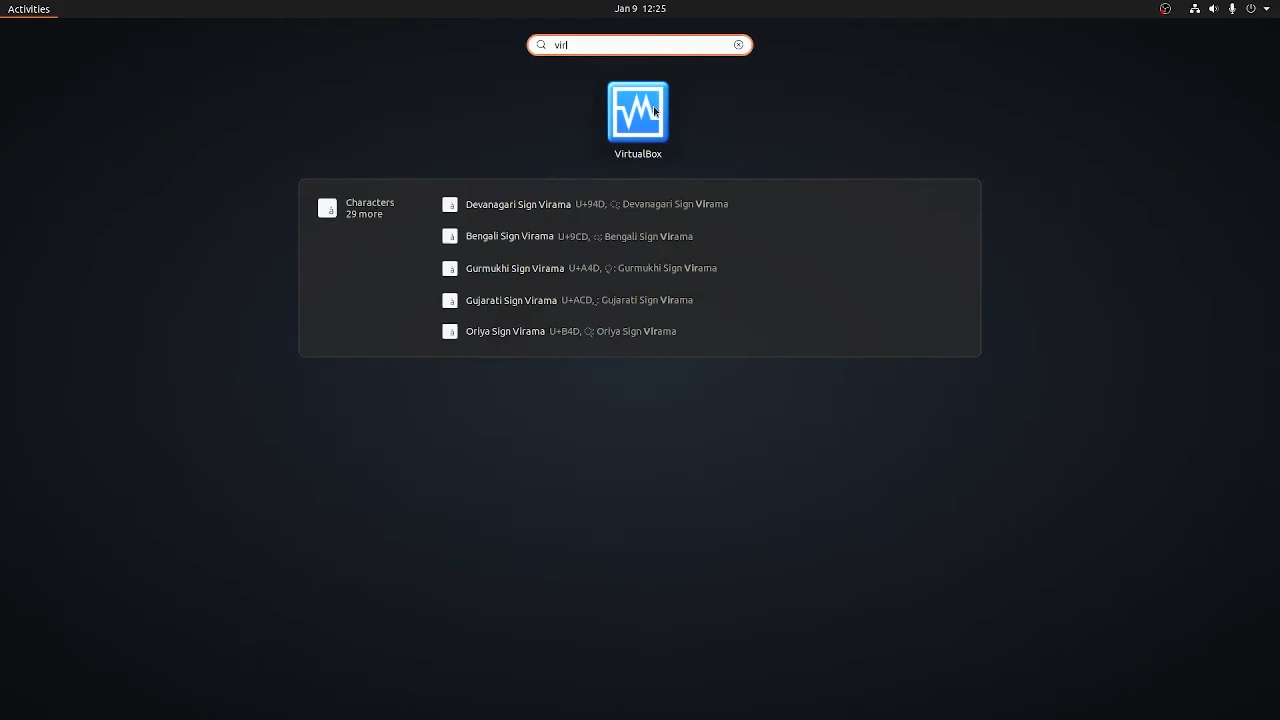 Activities
Jan 9 12:25
vir
VirtualBox
Characters
29 more
Devanagari Sign Virama U+94D, ्: Devanagari Sign Virama
Bengali Sign Virama U+9CD, ্: Bengali Sign Virama
Gurmukhi Sign Virama U+A4D, ੍: Gurmukhi Sign Virama
Gujarati Sign Virama U+ACD, ્: Gujarati Sign Virama
Oriya Sign Virama U+B4D, ୍: Oriya Sign Virama